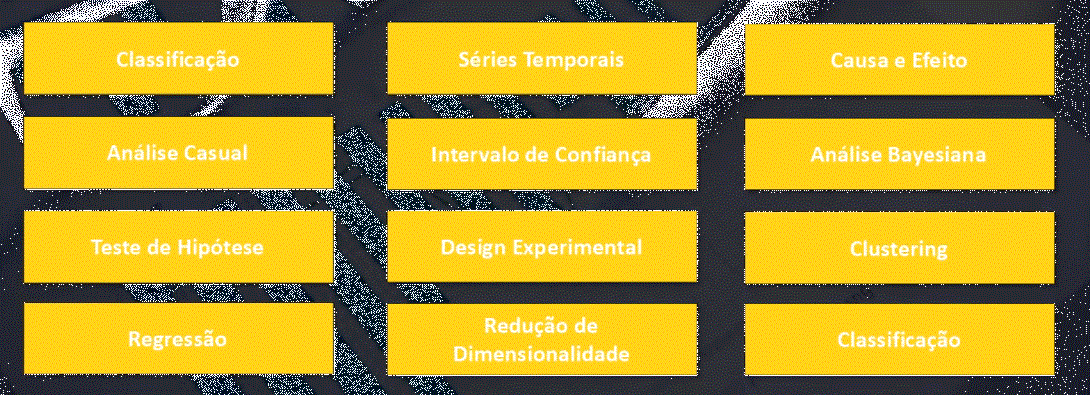 Classificação
Séries Temporais
Causa e Efeito
Análise Casual
Intervalo de Confiança
Análise Bayesiana
Teste de Hipótese
Design Experimental
Clustering
Regressão
Redução de
Dimensionalidade
Classificação